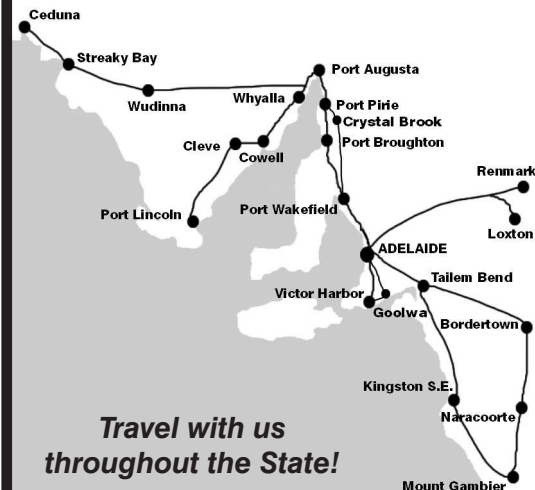 Ceduna
Streaky Bay
Port Augusta
Wudinna
Whyalla
Port Pirie
Crystal Brook
Cleve
Cowell
Port Broughton
Renmark
Port Lincoln
Port Wakefield
Loxton
ADELAIDE
Tailem Bend
Victor Harbor
Goolwa
Bordertown
Kingston S.E.
Naracoorte
Travel with us
throughout the State!
Mount Gambier